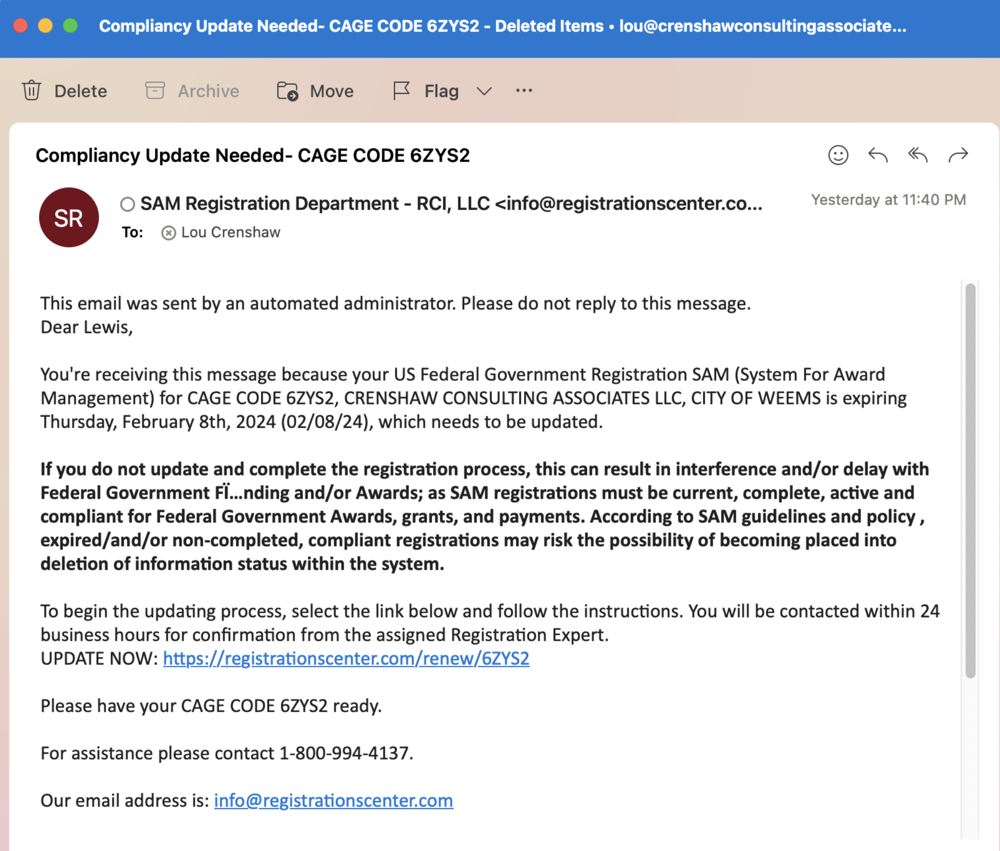 Compliancy Update Needed- CAGE CODE 6ZYS2 - Deleted Items • lou@crenshawconsultingassociate...
Delete Archive Move Flag
Compliancy Update Needed- CAGE CODE 6ZYS2
SR
SAM Registration Department - RCI, LLC <info@registrationscenter.co...
Yesterday at 11:40 PM
To: Lou Crenshaw
This email was sent by an automated administrator. Please do not reply to this message.
Dear Lewis,
You're receiving this message because your US Federal Government Registration SAM (System For Award
Management) for CAGE CODE 6ZYS2, CRENSHAW CONSULTING ASSOCIATES LLC, CITY OF WEEMS is expiring
Thursday, February 8th, 2024 (02/08/24), which needs to be updated.
If you do not update and complete the registration process, this can result in interference and/or delay with
Federal Government FÏ…nding and/or Awards; as SAM registrations must be current, complete, active and
compliant for Federal Government Awards, grants, and payments. According to SAM guidelines and policy ,
expired/and/or non-completed, compliant registrations may risk the possibility of becoming placed into
deletion of information status within the system.
To begin the updating process, select the link below and follow the instructions. You will be contacted within 24
business hours for confirmation from the assigned Registration Expert.
UPDATE NOW: https://registrationscenter.com/renew/6ZYS2
Please have your CAGE CODE 6ZYS2 ready.
For assistance please contact 1-800-994-4137.
Our email address is: info@registrationscenter.com